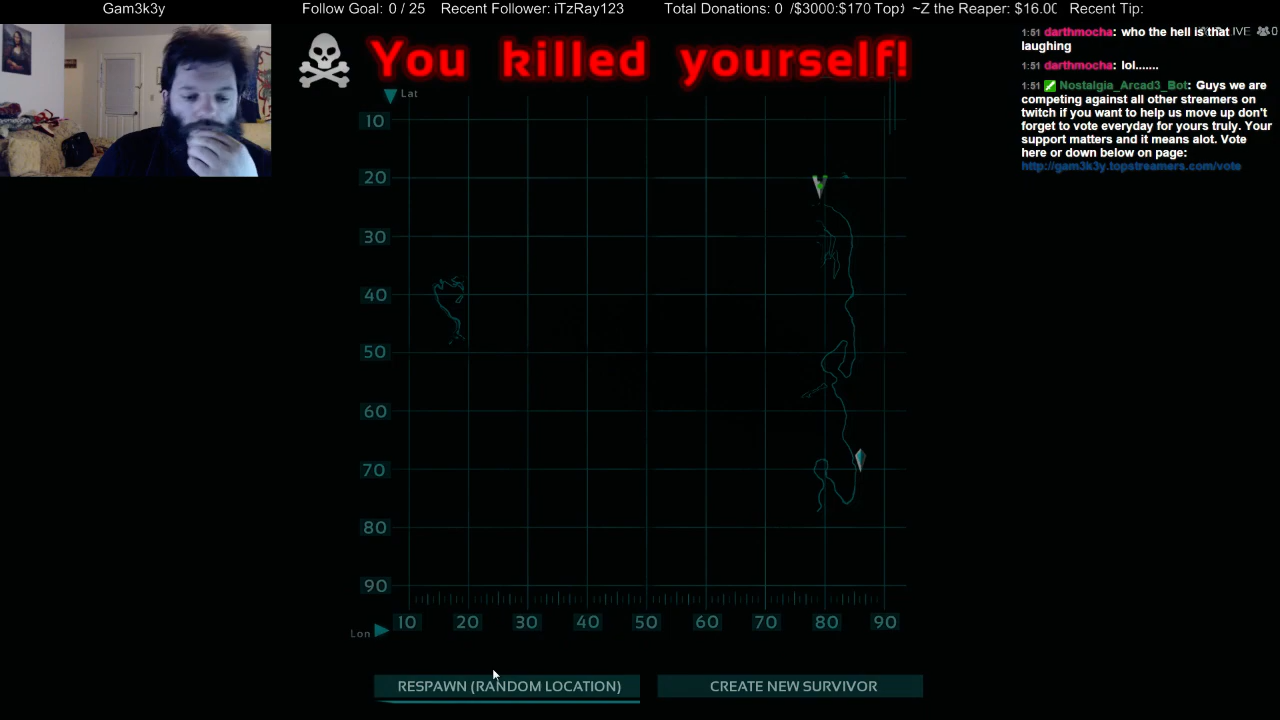 Gam3k3y
Follow Goal: 0 / 25
Recent Follower: iTzRay123
Total Donations: 0 /$3000:$170 Top: ~Z the Reaper: $16.00
Recent Tip:
You killed yourself!
Lat
10
20
30
40
50
60
70
80
90
Lon
10 20 30 40 50 60 70 80 90
RESPAWN (RANDOM LOCATION)
CREATE NEW SURVIVOR
1:51 darthmocha: who the hell is that
laughing
1:51 darthmocha: lol.......
1:51 Nostalgia_Arcad3_Bot: Guys we are
competing against all other streamers on
twitch if you want to help us move up don't
forget to vote everyday for yours truly. Your
support matters and it means alot. Vote
here or down below on page:
http://gam3k3y.topstreamers.com/vote